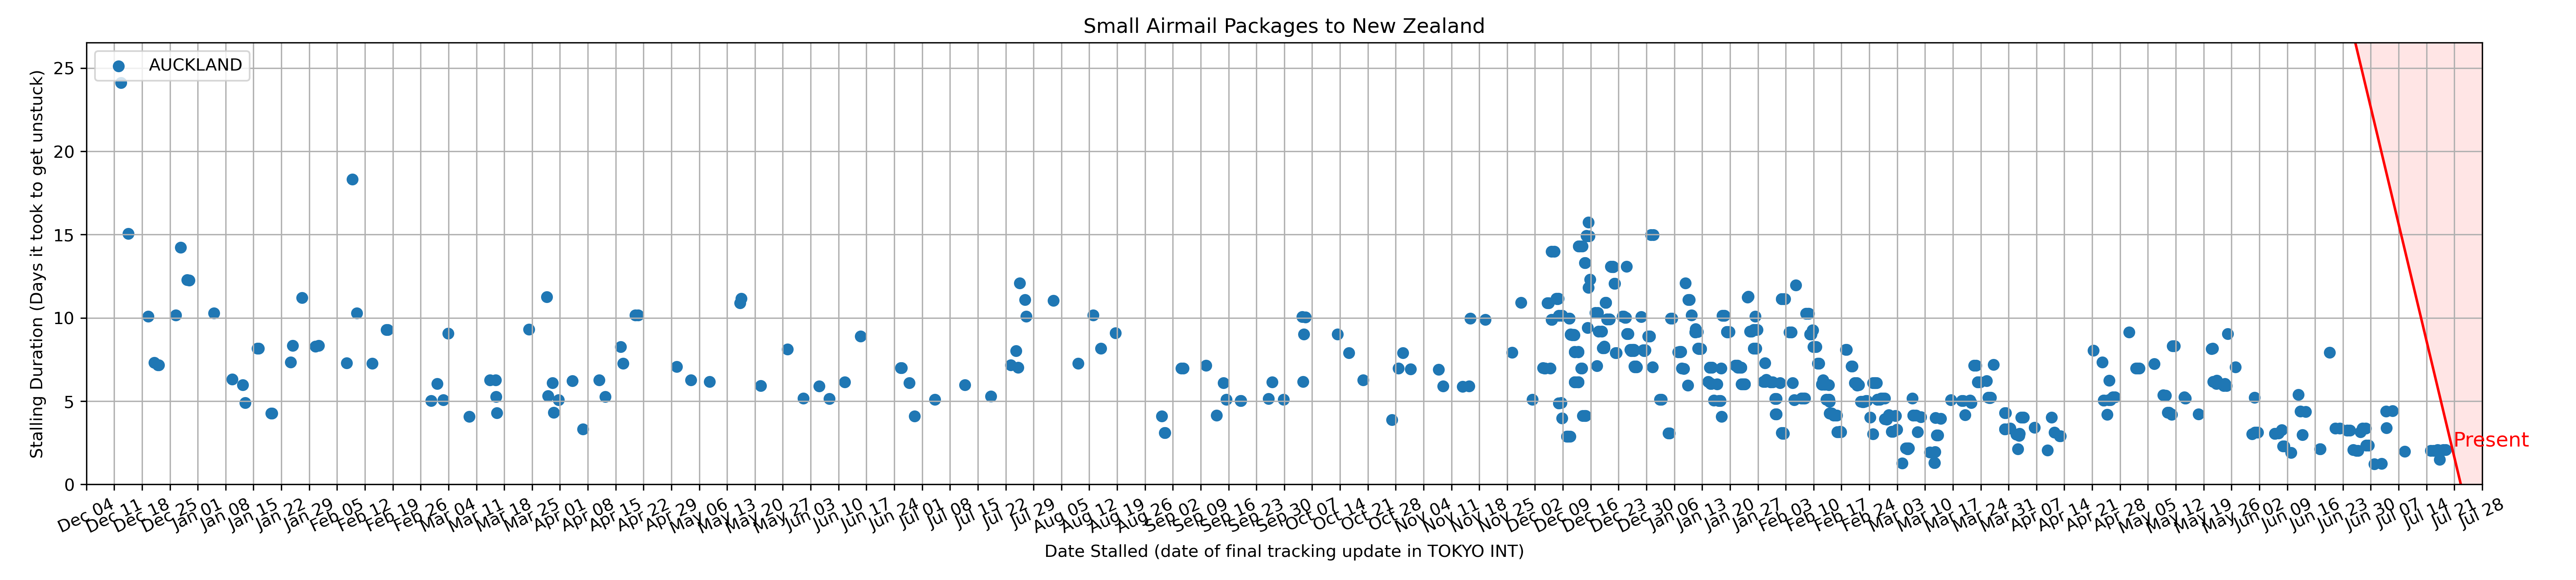 Small Airmail Packages to New Zealand
AUCKLAND
Stalling Duration (Days it took to get unstuck)
25
20
15
10
5
0
Present
Dec 04
Dec 11
Dec 18
Dec 25
Jan 01
Jan 08
Jan 15
Jan 22
Jan 29
Feb 05
Feb 12
Feb 19
Feb 26
Mar 04
Mar 11
Mar 18
Mar 25
Apr 01
Apr 08
Apr 15
Apr 22
Apr 29
May 06
May 13
May 20
May 27
Jun 03
Jun 10
Jun 17
Jun 24
Jul 01
Jul 08
Jul 15
Jul 22
Jul 29
Aug 05
Aug 12
Aug 19
Aug 26
Sep 02
Sep 09
Sep 16
Sep 23
Sep 30
Oct 07
Oct 14
Oct 21
Oct 28
Nov 04
Nov 11
Nov 18
Nov 25
Dec 02
Dec 09
Dec 16
Dec 23
Dec 30
Jan 06
Jan 13
Jan 20
Jan 27
Feb 03
Feb 10
Feb 17
Feb 24
Mar 03
Mar 10
Mar 17
Mar 24
Mar 31
Apr 07
Apr 14
Apr 21
Apr 28
May 05
May 12
May 19
May 26
Jun 02
Jun 09
Jun 16
Jun 23
Jun 30
Jul 07
Jul 14
Jul 21
Jul 28
Date Stalled (date of final tracking update in TOKYO INT)